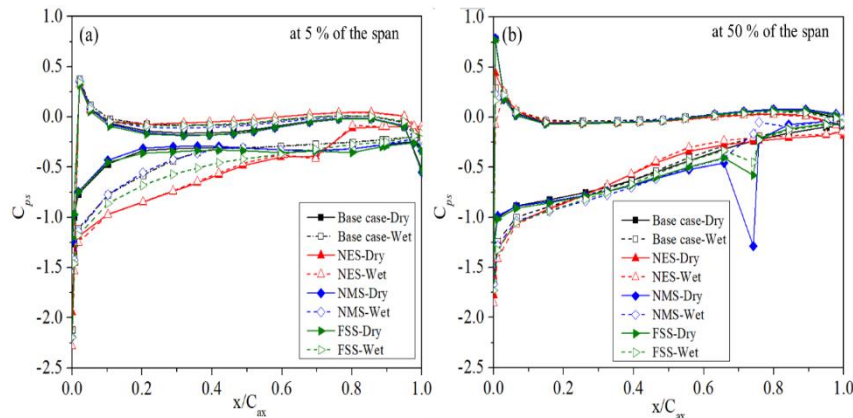 (a)
at 5 % of the span
1.0
0.5
0.0
-0.5
-1.0
-1.5
-2.0
-2.5
C_ps
0.0
0.2
0.4
0.6
0.8
1.0
x/C_ax
Base case-Dry
Base case-Wet
NES-Dry
NES-Wet
NMS-Dry
NMS-Wet
FSS-Dry
FSS-Wet
(b)
at 50 % of the span
1.0
0.5
0.0
-0.5
-1.0
-1.5
-2.0
-2.5
0.0
0.2
0.4
0.6
0.8
1.0
x/C_ax
Base case-Dry
Base case-Wet
NES-Dry
NES-Wet
NMS-Dry
NMS-Wet
FSS-Dry
FSS-Wet